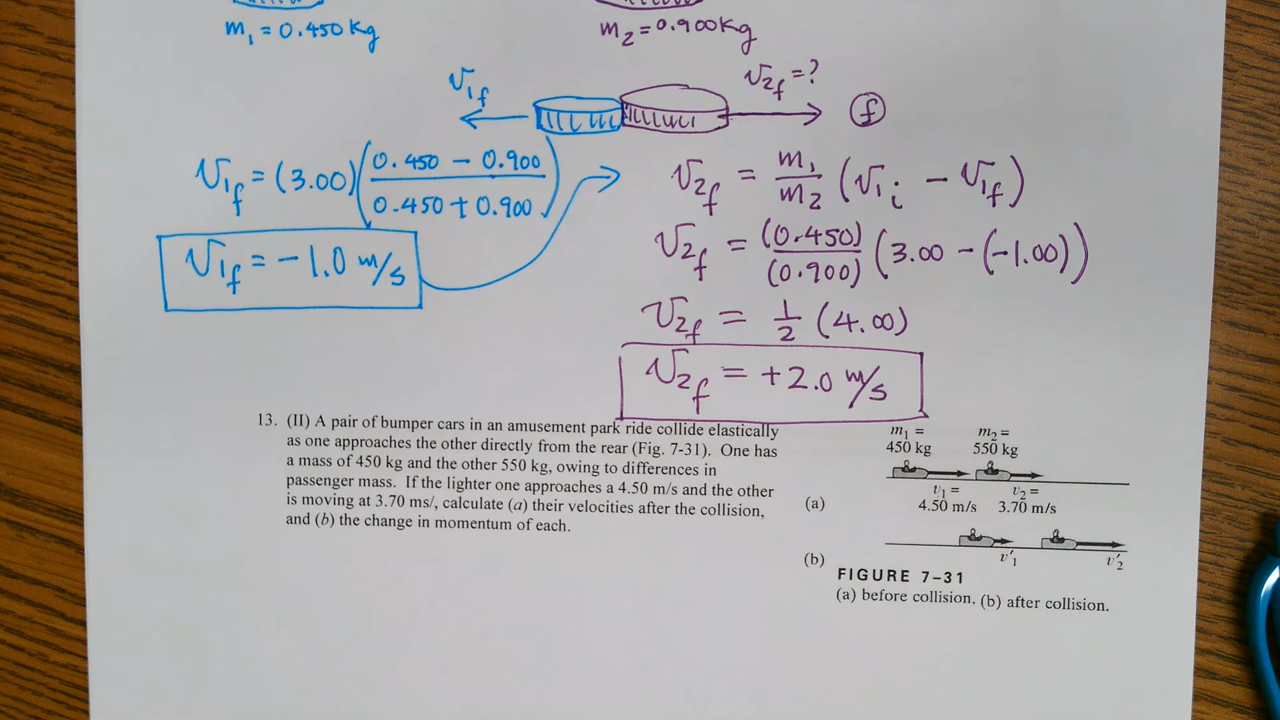 m₁ = 0.450 kg
m₂ = 0.900 kg
v₁f
v₂f = ?
f
v₁f = (3.00) ( (0.450 − 0.900) / (0.450 + 0.900) )
v₁f = −1.0 m/s
v₂f = m₁/m₂ (v₁i − v₁f)
v₂f = (0.450)/(0.900) (3.00 − (−1.00))
v₂f = 1/2 (4.00)
v₂f = +2.0 m/s
13. (II) A pair of bumper cars in an amusement park ride collide elastically
as one approaches the other directly from the rear (Fig. 7-31). One has
a mass of 450 kg and the other 550 kg, owing to differences in
passenger mass. If the lighter one approaches a 4.50 m/s and the other
is moving at 3.70 ms/, calculate (a) their velocities after the collision,
and (b) the change in momentum of each.
m₁ = 450 kg
m₂ = 550 kg
(a)
v₁ = 4.50 m/s
v₂ = 3.70 m/s
(b)
v′₁
v′₂
FIGURE 7–31
(a) before collision, (b) after collision.